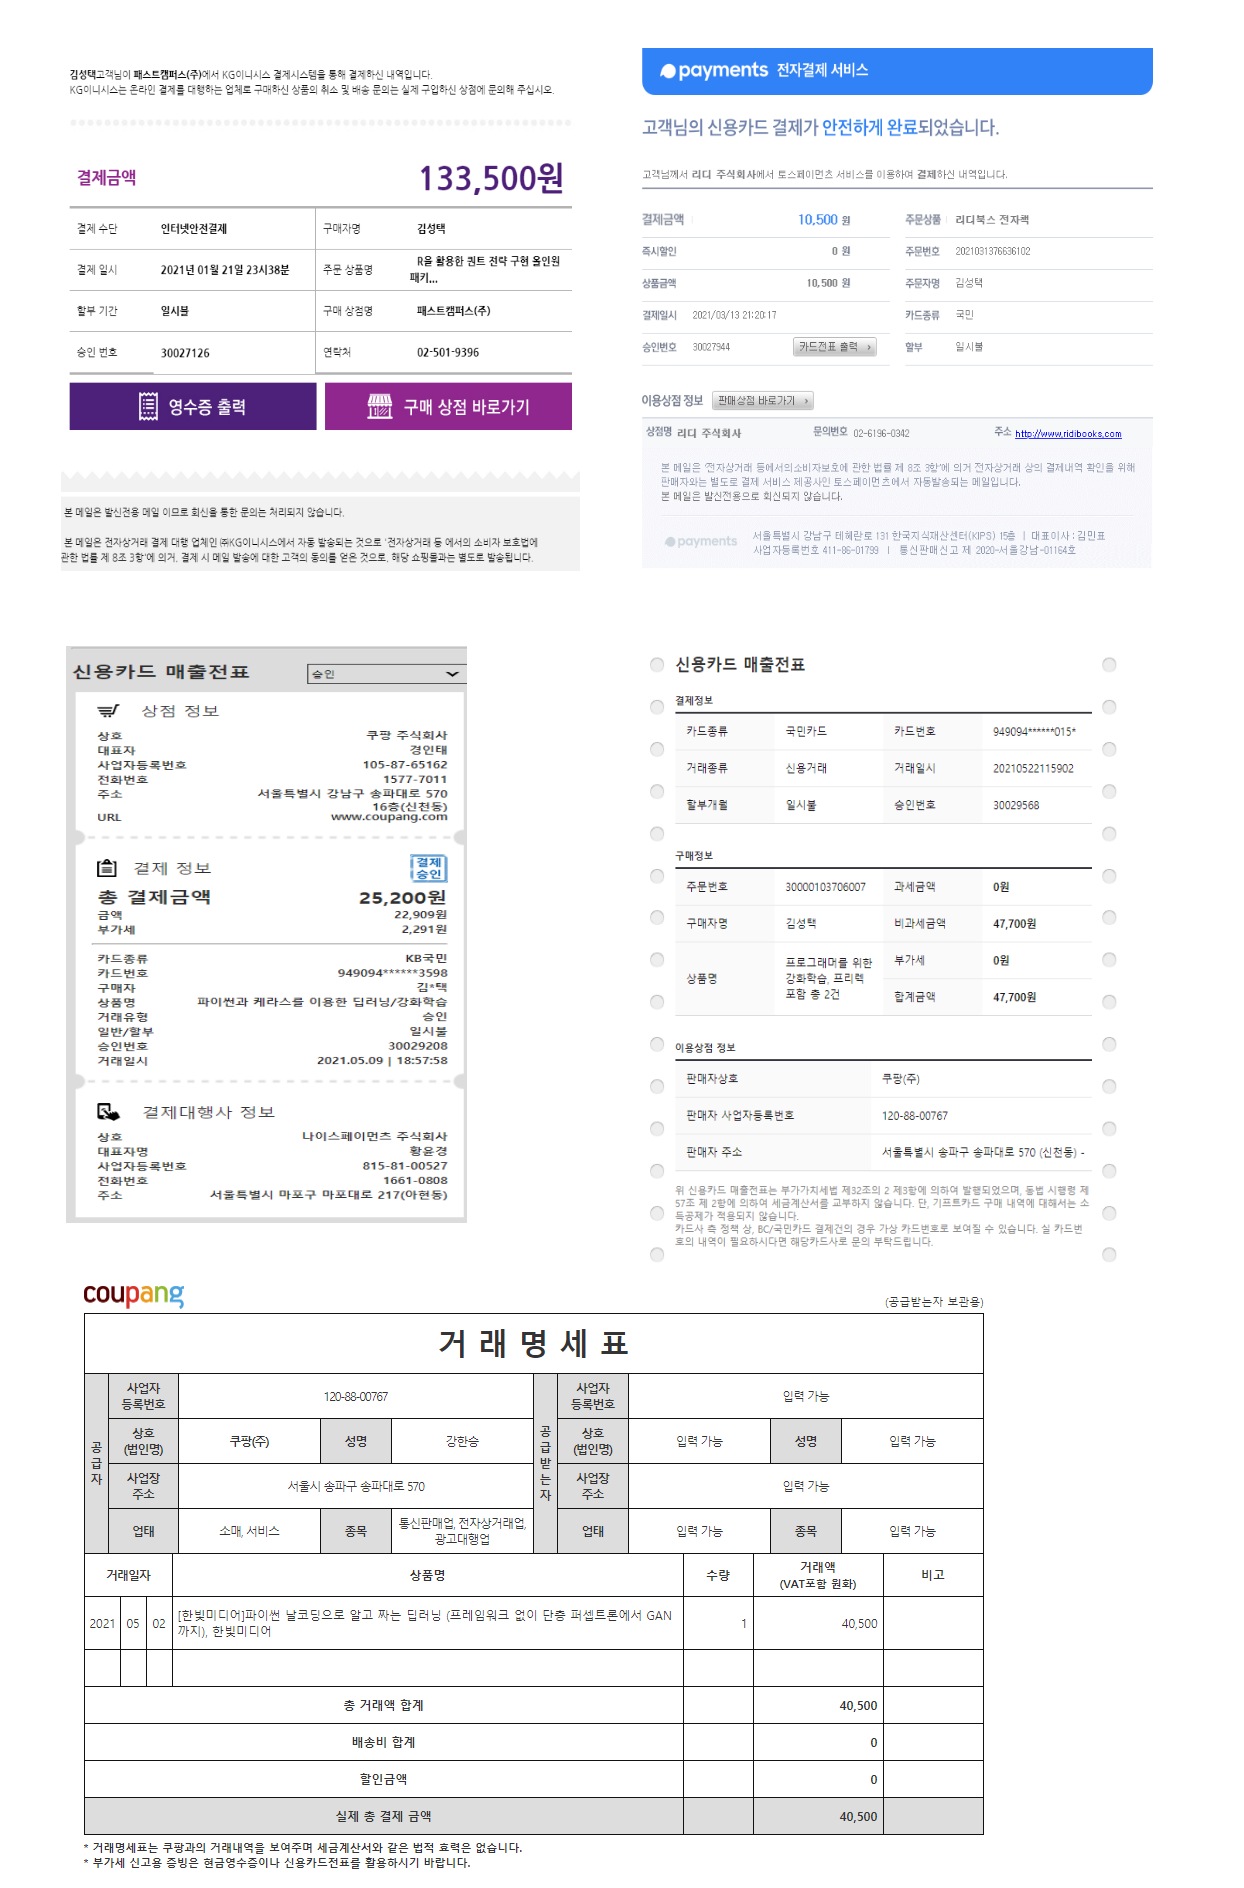 김성택고객님이 패스트캠퍼스(주)에서 KG이니시스 결제시스템을 통해 결제하신 내역입니다.
KG이니시스는 온라인 결제를 대행하는 업체로 구매하신 상품의 취소 및 배송 문의는 실제 구입하신 상점에 문의해 주십시오.
결제금액 133,500원
결제 수단 인터넷안전결제 구매자명 김성택
결제 일시 2021년 01월 21일 23시38분 주문 상품명 R을 활용한 퀀트 전략 구현 올인원
패키...
할부 기간 일시불 구매 상점명 패스트캠퍼스(주)
승인 번호 30027126 연락처 02-501-9396
영수증 출력 구매 상점 바로가기
본 메일은 발신전용 메일 이므로 회신을 통한 문의는 처리되지 않습니다.
본 메일은 전자상거래 결제 대행 업체인 ㈜KG이니시스에서 자동 발송되는 것으로 '전자상거래 등 에서의 소비자 보호법에
관한 법률 제 8조 3항'에 의거, 결제 시 메일 발송에 대한 고객의 동의를 얻은 것으로, 해당 쇼핑몰과는 별도로 발송됩니다.
payments 전자결제 서비스
고객님의 신용카드 결제가 안전하게 완료되었습니다.
고객님께서 리디 주식회사에서 토스페이먼츠 서비스를 이용하여 결제하신 내역입니다.
결제금액 10,500 원 주문상품 리디북스 전자책
즉시할인 0 원 주문번호 2021031376636102
상품금액 10,500 원 주문자명 김성택
결제일시 2021/03/13 21:20:17 카드종류 국민
승인번호 30027944 카드전표 출력 할부 일시불
이용상점 정보 판매상점 바로가기
상점명 리디 주식회사 문의번호 02-6196-0342 주소 http://www.ridibooks.com
본 메일은 '전자상거래 등에서의소비자보호에 관한 법률 제 8조 3항'에 의거 전자상거래 상의 결제내역 확인을 위해
판매자와는 별도로 결제 서비스 제공사인 토스페이먼츠에서 자동발송되는 메일입니다.
본 메일은 발신전용으로 회신되지 않습니다.
payments 서울특별시 강남구 테헤란로 131 한국지식재산센터(KIPS) 15층 | 대표이사 : 김민표
사업자등록번호 411-86-01799 | 통신판매신고 제 2020-서울강남-01164호
신용카드 매출전표 승인
상점 정보
상호 쿠팡 주식회사
대표자 경인태
사업자등록번호 105-87-65162
전화번호 1577-7011
주소 서울특별시 강남구 송파대로 570
16층(신천동)
URL www.coupang.com
결제 정보 결제
승인
총 결제금액 25,200원
금액 22,909원
부가세 2,291원
카드종류 KB국민
카드번호 949094******3598
구매자 김*택
상품명 파이썬과 케라스를 이용한 딥러닝/강화학습
거래유형 승인
일반/할부 일시불
승인번호 30029208
거래일시 2021.05.09 | 18:57:58
결제대행사 정보
상호 나이스페이먼츠 주식회사
대표자명 황윤경
사업자등록번호 815-81-00527
전화번호 1661-0808
주소 서울특별시 마포구 마포대로 217(아현동)
신용카드 매출전표
결제정보
카드종류 국민카드 카드번호 949094******015*
거래종류 신용거래 거래일시 20210522115902
할부개월 일시불 승인번호 30029568
구매정보
주문번호 30000103706007 과세금액 0원
구매자명 김성택 비과세금액 47,700원
상품명 프로그래머를 위한
강화학습, 프리렉
포함 총 2건
부가세 0원
합계금액 47,700원
이용상점 정보
판매자상호 쿠팡(주)
판매자 사업자등록번호 120-88-00767
판매자 주소 서울특별시 송파구 송파대로 570 (신천동) -
위 신용카드 매출전표는 부가가치세법 제32조의 2 제3항에 의하여 발행되었으며, 동법 시행령 제
57조 제 2항에 의하여 세금계산서를 교부하지 않습니다. 단, 기프트카드 구매 내역에 대해서는 소
득공제가 적용되지 않습니다.
카드사 측 정책 상, BC/국민카드 결제건의 경우 가상 카드번호로 보여질 수 있습니다. 실 카드번
호의 내역이 필요하시다면 해당카드사로 문의 부탁드립니다.
coupang (공급받는자 보관용)
거래명세표
공급자 사업자
등록번호 120-88-00767 공급받는자 사업자
등록번호 입력 가능
상호
(법인명) 쿠팡(주) 성명 강한승 상호
(법인명) 입력 가능 성명 입력 가능
사업장
주소 서울시 송파구 송파대로 570 사업장
주소 입력 가능
업태 소매, 서비스 종목 통신판매업, 전자상거래업,
광고대행업 업태 입력 가능 종목 입력 가능
거래일자 상품명 수량 거래액
(VAT포함 원화) 비고
2021 05 02 [한빛미디어]파이썬 날코딩으로 알고 짜는 딥러닝 (프레임워크 없이 단층 퍼셉트론에서 GAN
까지), 한빛미디어 1 40,500
총 거래액 합계 40,500
배송비 합계 0
할인금액 0
실제 총 결제 금액 40,500
* 거래명세표는 쿠팡과의 거래내역을 보여주며 세금계산서와 같은 법적 효력은 없습니다.
* 부가세 신고용 증빙은 현금영수증이나 신용카드전표를 활용하시기 바랍니다.